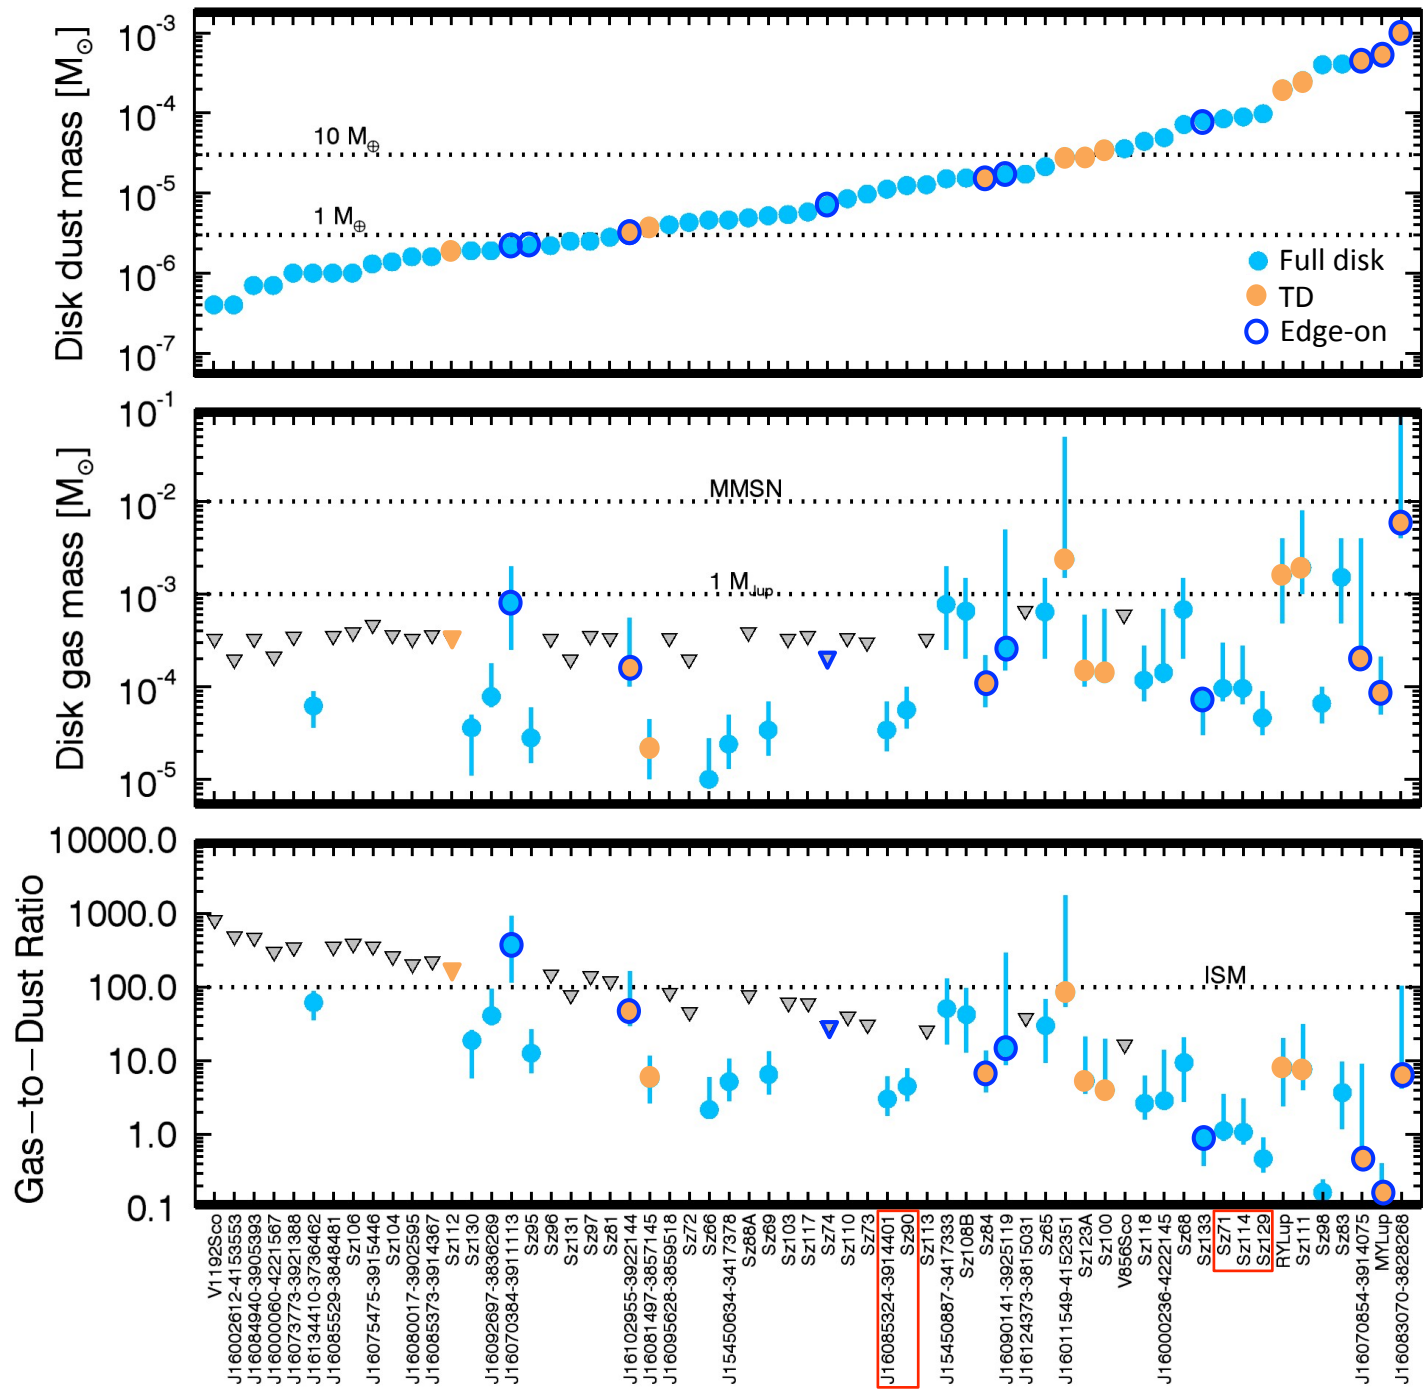 Disk dust mass [M⊙]
10⁻³
10⁻⁴
10⁻⁵
10⁻⁶
10⁻⁷
10 M⊕
1 M⊕
Full disk
TD
Edge-on
Disk gas mass [M⊙]
10⁻¹
10⁻²
10⁻³
10⁻⁴
10⁻⁵
MMSN
1 MJup
Gas−to−Dust Ratio
10000.0
1000.0
100.0
10.0
1.0
0.1
ISM
V1192Sco
J16002612-4153553
J16084940-3905393
J16000060-4221567
J16073773-3921388
J16134410-3736462
J16085529-3848481
Sz106
J16075475-3915446
Sz104
J16080017-3902595
J16085373-3914367
Sz112
Sz130
J16092697-3836269
J16070384-3911113
Sz95
Sz96
Sz131
Sz97
Sz81
J16102955-3922144
J16081497-3857145
J16095628-3859518
Sz72
Sz66
J15450634-3417378
Sz88A
Sz69
Sz103
Sz117
Sz74
Sz110
Sz73
J16085324-3914401
Sz90
Sz113
J15450887-3417333
Sz108B
Sz84
J16090141-3925119
J16124373-3815031
Sz65
J16011549-4152351
Sz123A
Sz100
V856Sco
Sz118
J16000236-4222145
Sz68
Sz133
Sz71
Sz114
Sz129
RYLup
Sz111
Sz98
Sz83
J16070854-3914075
MYLup
J16083070-3828268